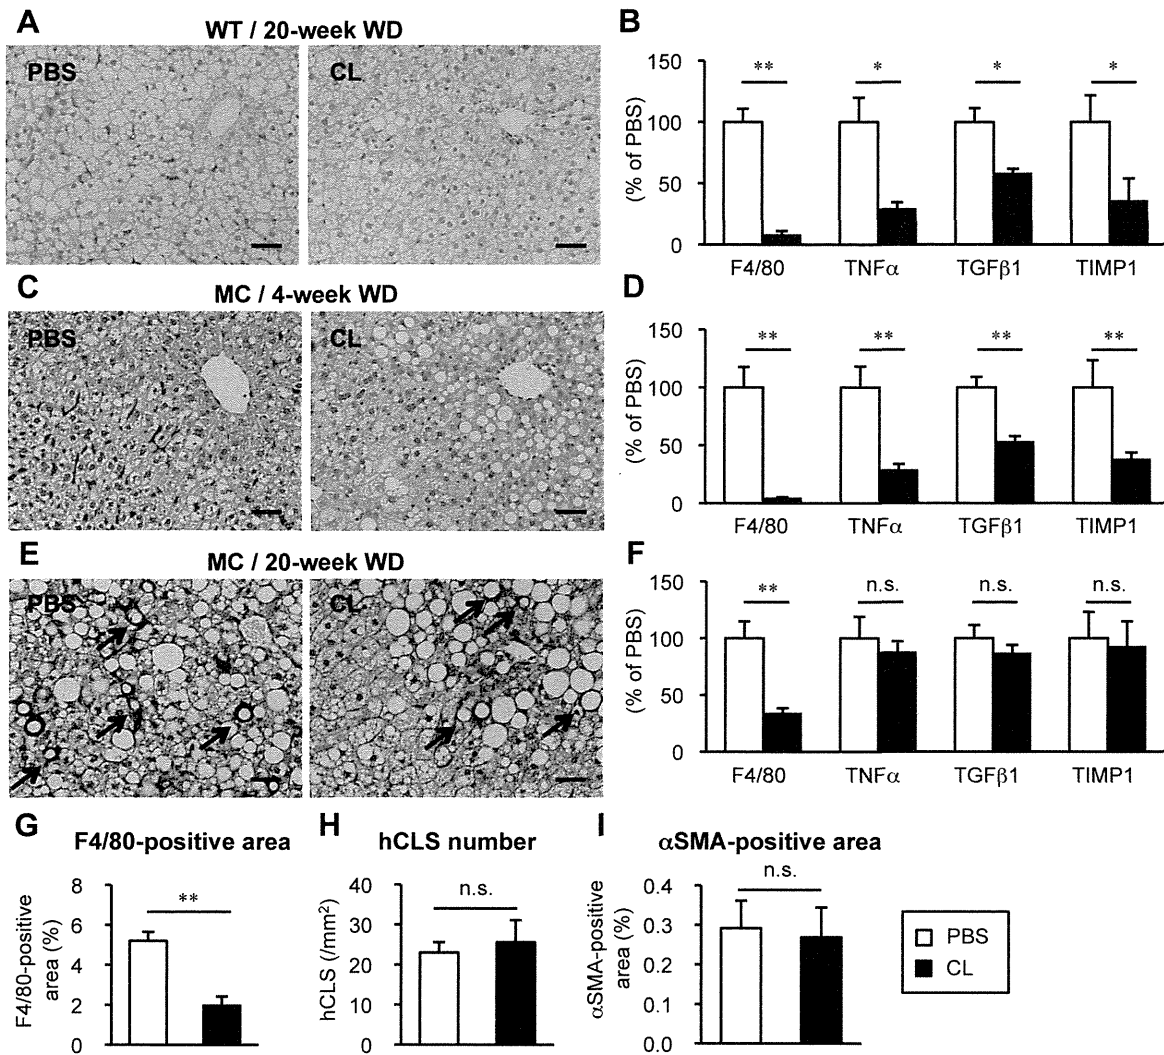 A
WT / 20-week WD
PBS
CL
B
(% of PBS)
150
100
50
0
**
*
*
*
F4/80
TNFα
TGFβ1
TIMP1
C
MC / 4-week WD
PBS
CL
D
(% of PBS)
150
100
50
0
**
**
**
**
F4/80
TNFα
TGFβ1
TIMP1
E
MC / 20-week WD
PBS
CL
F
(% of PBS)
150
100
50
0
**
n.s.
n.s.
n.s.
F4/80
TNFα
TGFβ1
TIMP1
G
F4/80-positive area
F4/80-positive
area (%)
8
6
4
2
0
**
H
hCLS number
hCLS (/mm²)
40
30
20
10
0
n.s.
I
αSMA-positive area
αSMA-positive
area (%)
0.4
0.3
0.2
0.1
0.0
n.s.
PBS
CL